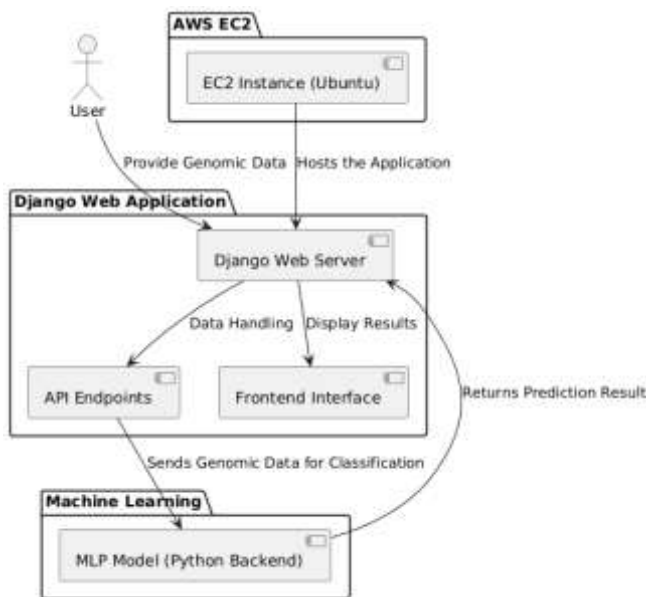 AWS EC2
EC2 Instance (Ubuntu)
User
Provide Genomic Data
Hosts the Application
Django Web Application
Django Web Server
Data Handling
Display Results
API Endpoints
Frontend Interface
Returns Prediction Result
Sends Genomic Data for Classification
Machine Learning
MLP Model (Python Backend)